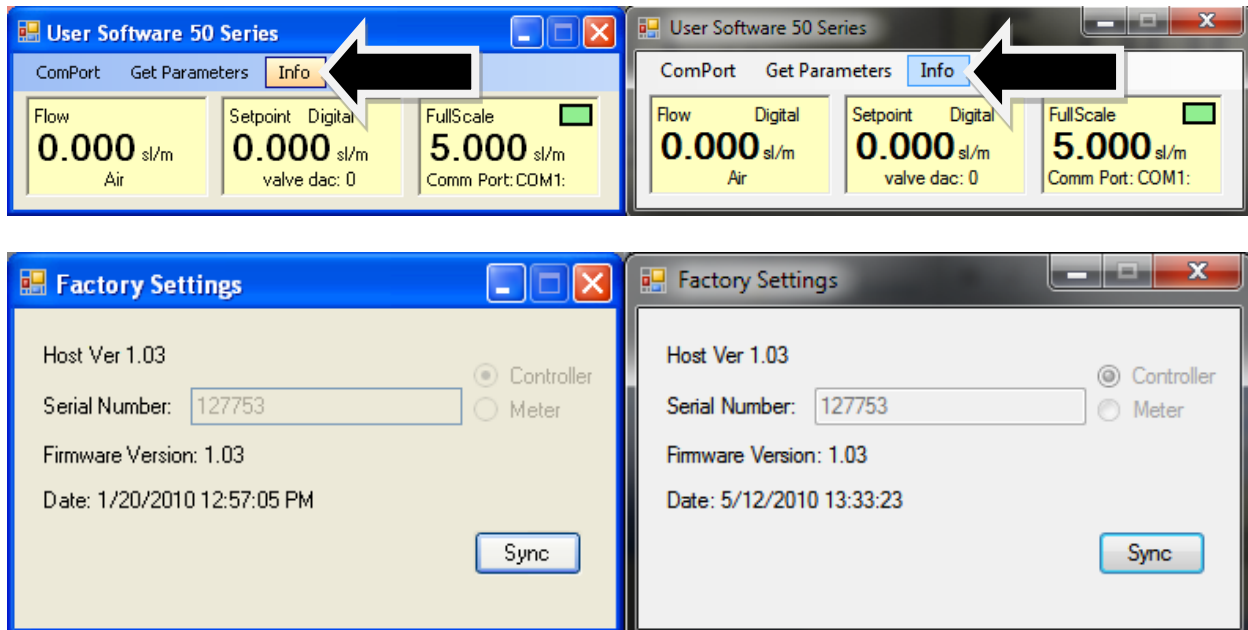 User Software 50 Series
ComPort Get Parameters Info
Flow
0.000 sl/m
Air
Setpoint Digital
0.000 sl/m
valve dac: 0
FullScale
5.000 sl/m
Comm Port: COM1:
User Software 50 Series
ComPort Get Parameters Info
Flow Digital
0.000 sl/m
Air
Setpoint Digital
0.000 sl/m
valve dac: 0
FullScale
5.000 sl/m
Comm Port: COM1:
Factory Settings
Host Ver 1.03
Controller
Serial Number: 127753
Meter
Firmware Version: 1.03
Date: 1/20/2010 12:57:05 PM
Sync
Factory Settings
Host Ver 1.03
Controller
Serial Number: 127753
Meter
Firmware Version: 1.03
Date: 5/12/2010 13:33:23
Sync